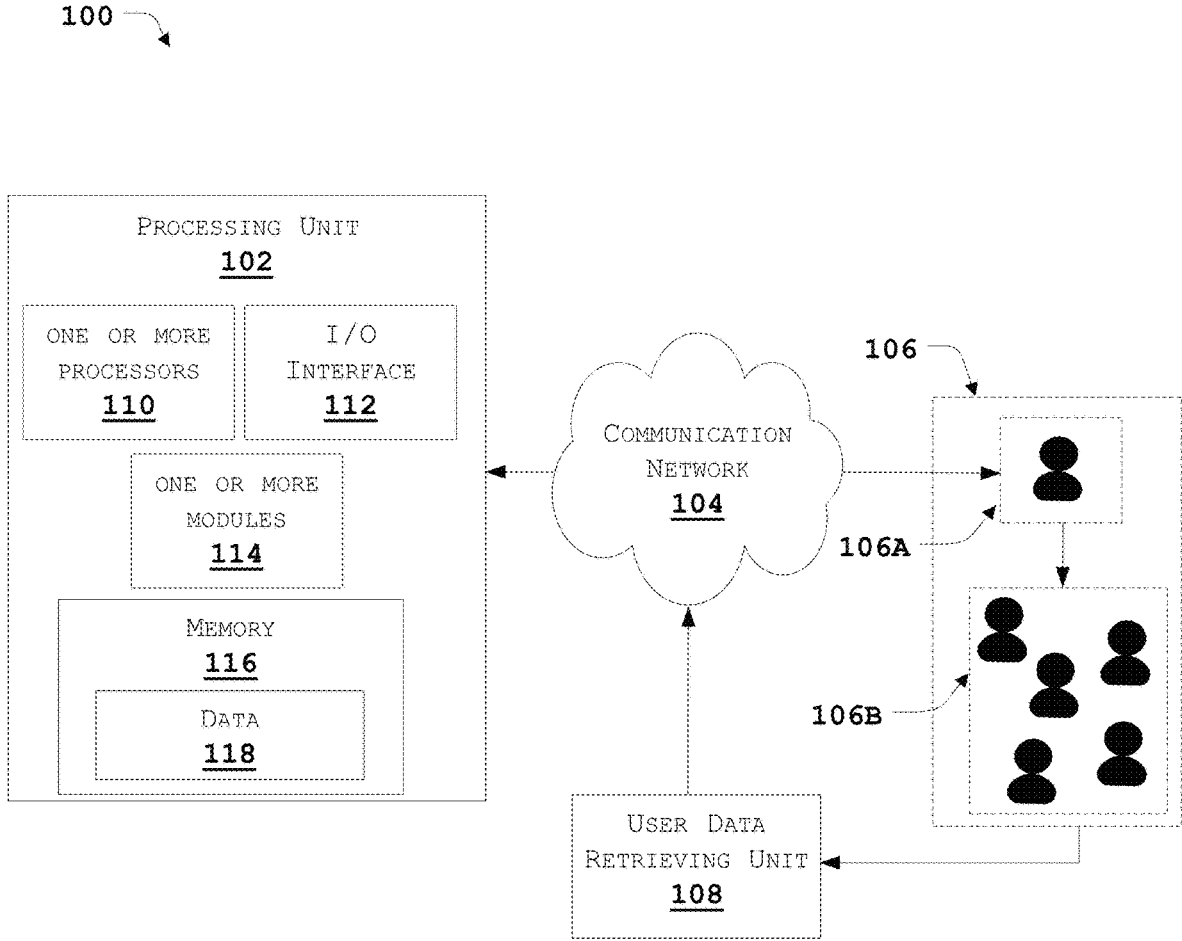 100
PROCESSING UNIT
102
ONE OR MORE
PROCESSORS
110
I/O
INTERFACE
112
ONE OR MORE
MODULES
114
MEMORY
116
DATA
118
COMMUNICATION
NETWORK
104
106
106A
106B
USER DATA
RETRIEVING UNIT
108